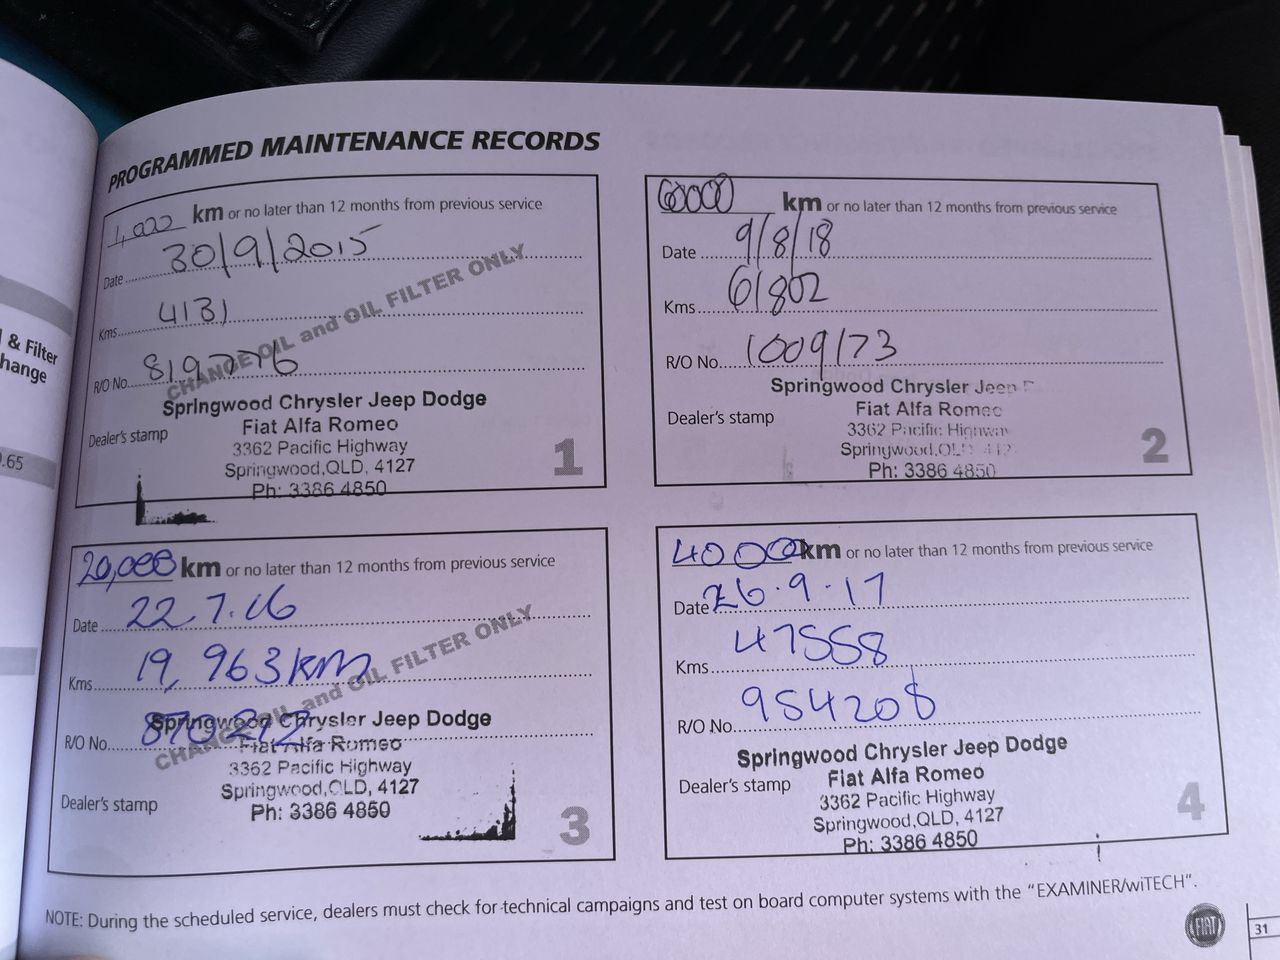 & Filter
hange
.65
PROGRAMMED MAINTENANCE RECORDS
1,022 km or no later than 12 months from previous service
Date 30/9/2015
Kms 4131
R/O No. 819776
CHANGE OIL and OIL FILTER ONLY
Dealer's stamp
Springwood Chrysler Jeep Dodge
Fiat Alfa Romeo
3362 Pacific Highway
Springwood,QLD, 4127
Ph: 3386 4850
1
60000 km or no later than 12 months from previous service
Date 9/8/18
Kms 61802
R/O No. 1009173
Dealer's stamp
Springwood Chrysler Jeep
Fiat Alfa Romeo
3362 Pacific Highway
Springwood,QLD 412
Ph: 3386 4850
2
20,000 km or no later than 12 months from previous service
Date 22.7.16
Kms 19,963km
R/O No. 870212
CHANGE OIL and OIL FILTER ONLY
Dealer's stamp
Springwood Chrysler Jeep Dodge
Fiat Alfa Romeo
3362 Pacific Highway
Springwood,QLD, 4127
Ph: 3386 4850
3
40000 km or no later than 12 months from previous service
Date 26.9.17
Kms 47558
R/O No. 954208
Dealer's stamp
Springwood Chrysler Jeep Dodge
Fiat Alfa Romeo
3362 Pacific Highway
Springwood,QLD, 4127
Ph: 3386 4850
4
NOTE: During the scheduled service, dealers must check for technical campaigns and test on board computer systems with the "EXAMINER/wiTECH".
FIAT
31